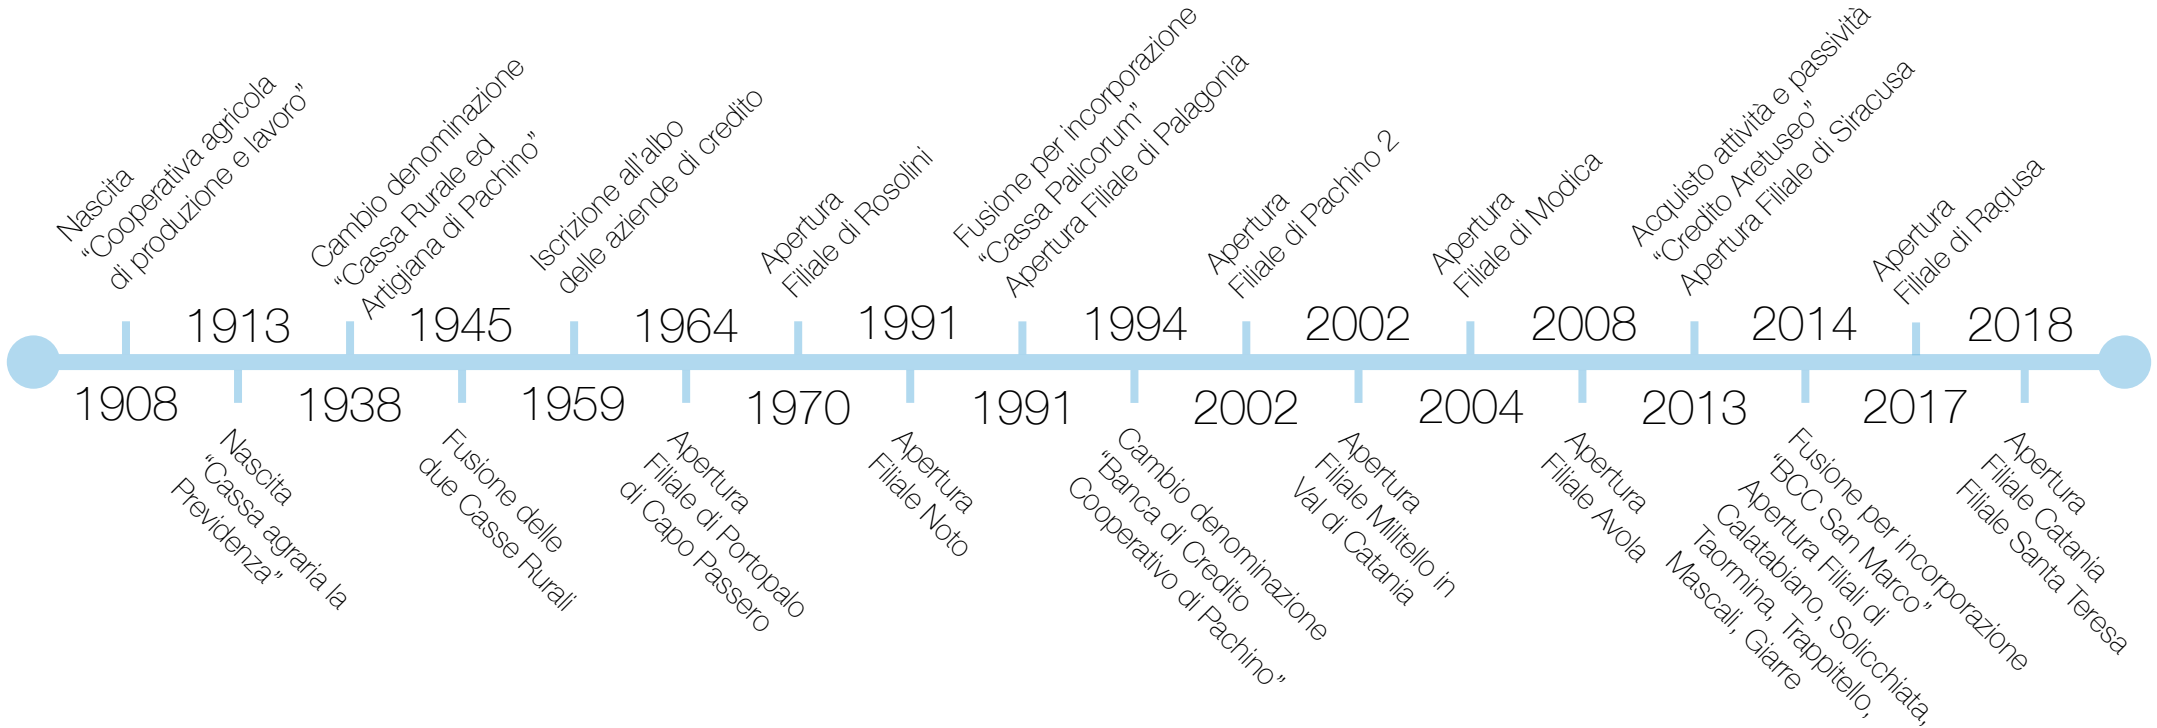 1908
Nascita
“Cooperativa agricola
di produzione e lavoro”
1913
Nascita
“Cassa agraria la
Previdenza”
1938
Cambio denominazione
“Cassa Rurale ed
Artigiana di Pachino”
1945
Fusione delle
due Casse Rurali
1959
Iscrizione all'albo
delle aziende di credito
1964
Apertura
Filiale di Portopalo
di Capo Passero
1970
Apertura
Filiale di Rosolini
1991
Apertura
Filiale Noto
1991
Fusione per incorporazione
“Cassa Palicorum”
Apertura Filiale di Palagonia
1994
Cambio denominazione
“Banca di Credito
Cooperativo di Pachino”
2002
Apertura
Filiale di Pachino 2
2002
Apertura
Filiale Militello in
Val di Catania
2004
Apertura
Filiale di Modica
2008
Apertura
Filiale Avola
2013
Acquisto attività e passività
“Credito Aretuseo”
Apertura Filiale di Siracusa
2014
Fusione per incorporazione
“BCC San Marco”
Apertura Filiali di
Calatabiano, Solicchiata,
Taormina, Trappitello,
Mascali, Giarre
2017
Apertura
Filiale di Ragusa
2018
Apertura
Filiale Catania
Filiale Santa Teresa